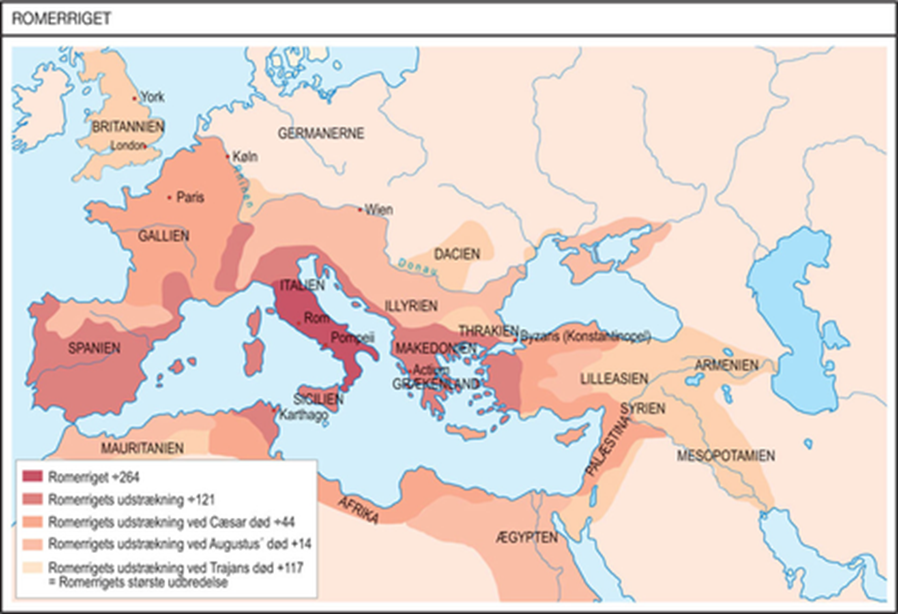 ROMERRIGET
York
BRITANNIEN
London
GERMANERNE
Køln
Rhinen
Paris
Wien
GALLIEN
DACIEN
Donau
ITALIEN
ILLYRIEN
Rom
THRAKIEN
Byzans (Konstantinopel)
Pompeii
SPANIEN
MAKEDONIEN
ARMENIEN
Actium
LILLEASIEN
GRÆKENLAND
SICILIEN
SYRIEN
Karthago
PALÆSTINA
MAURITANIEN
MESOPOTAMIEN
AFRIKA
ÆGYPTEN
Romerriget ÷264
Romerrigets udstrækning ÷121
Romerrigets udstrækning ved Cæsar død ÷44
Romerrigets udstrækning ved Augustus´ død +14
Romerrigets udstrækning ved Trajans død +117
= Romerrigets største udbredelse